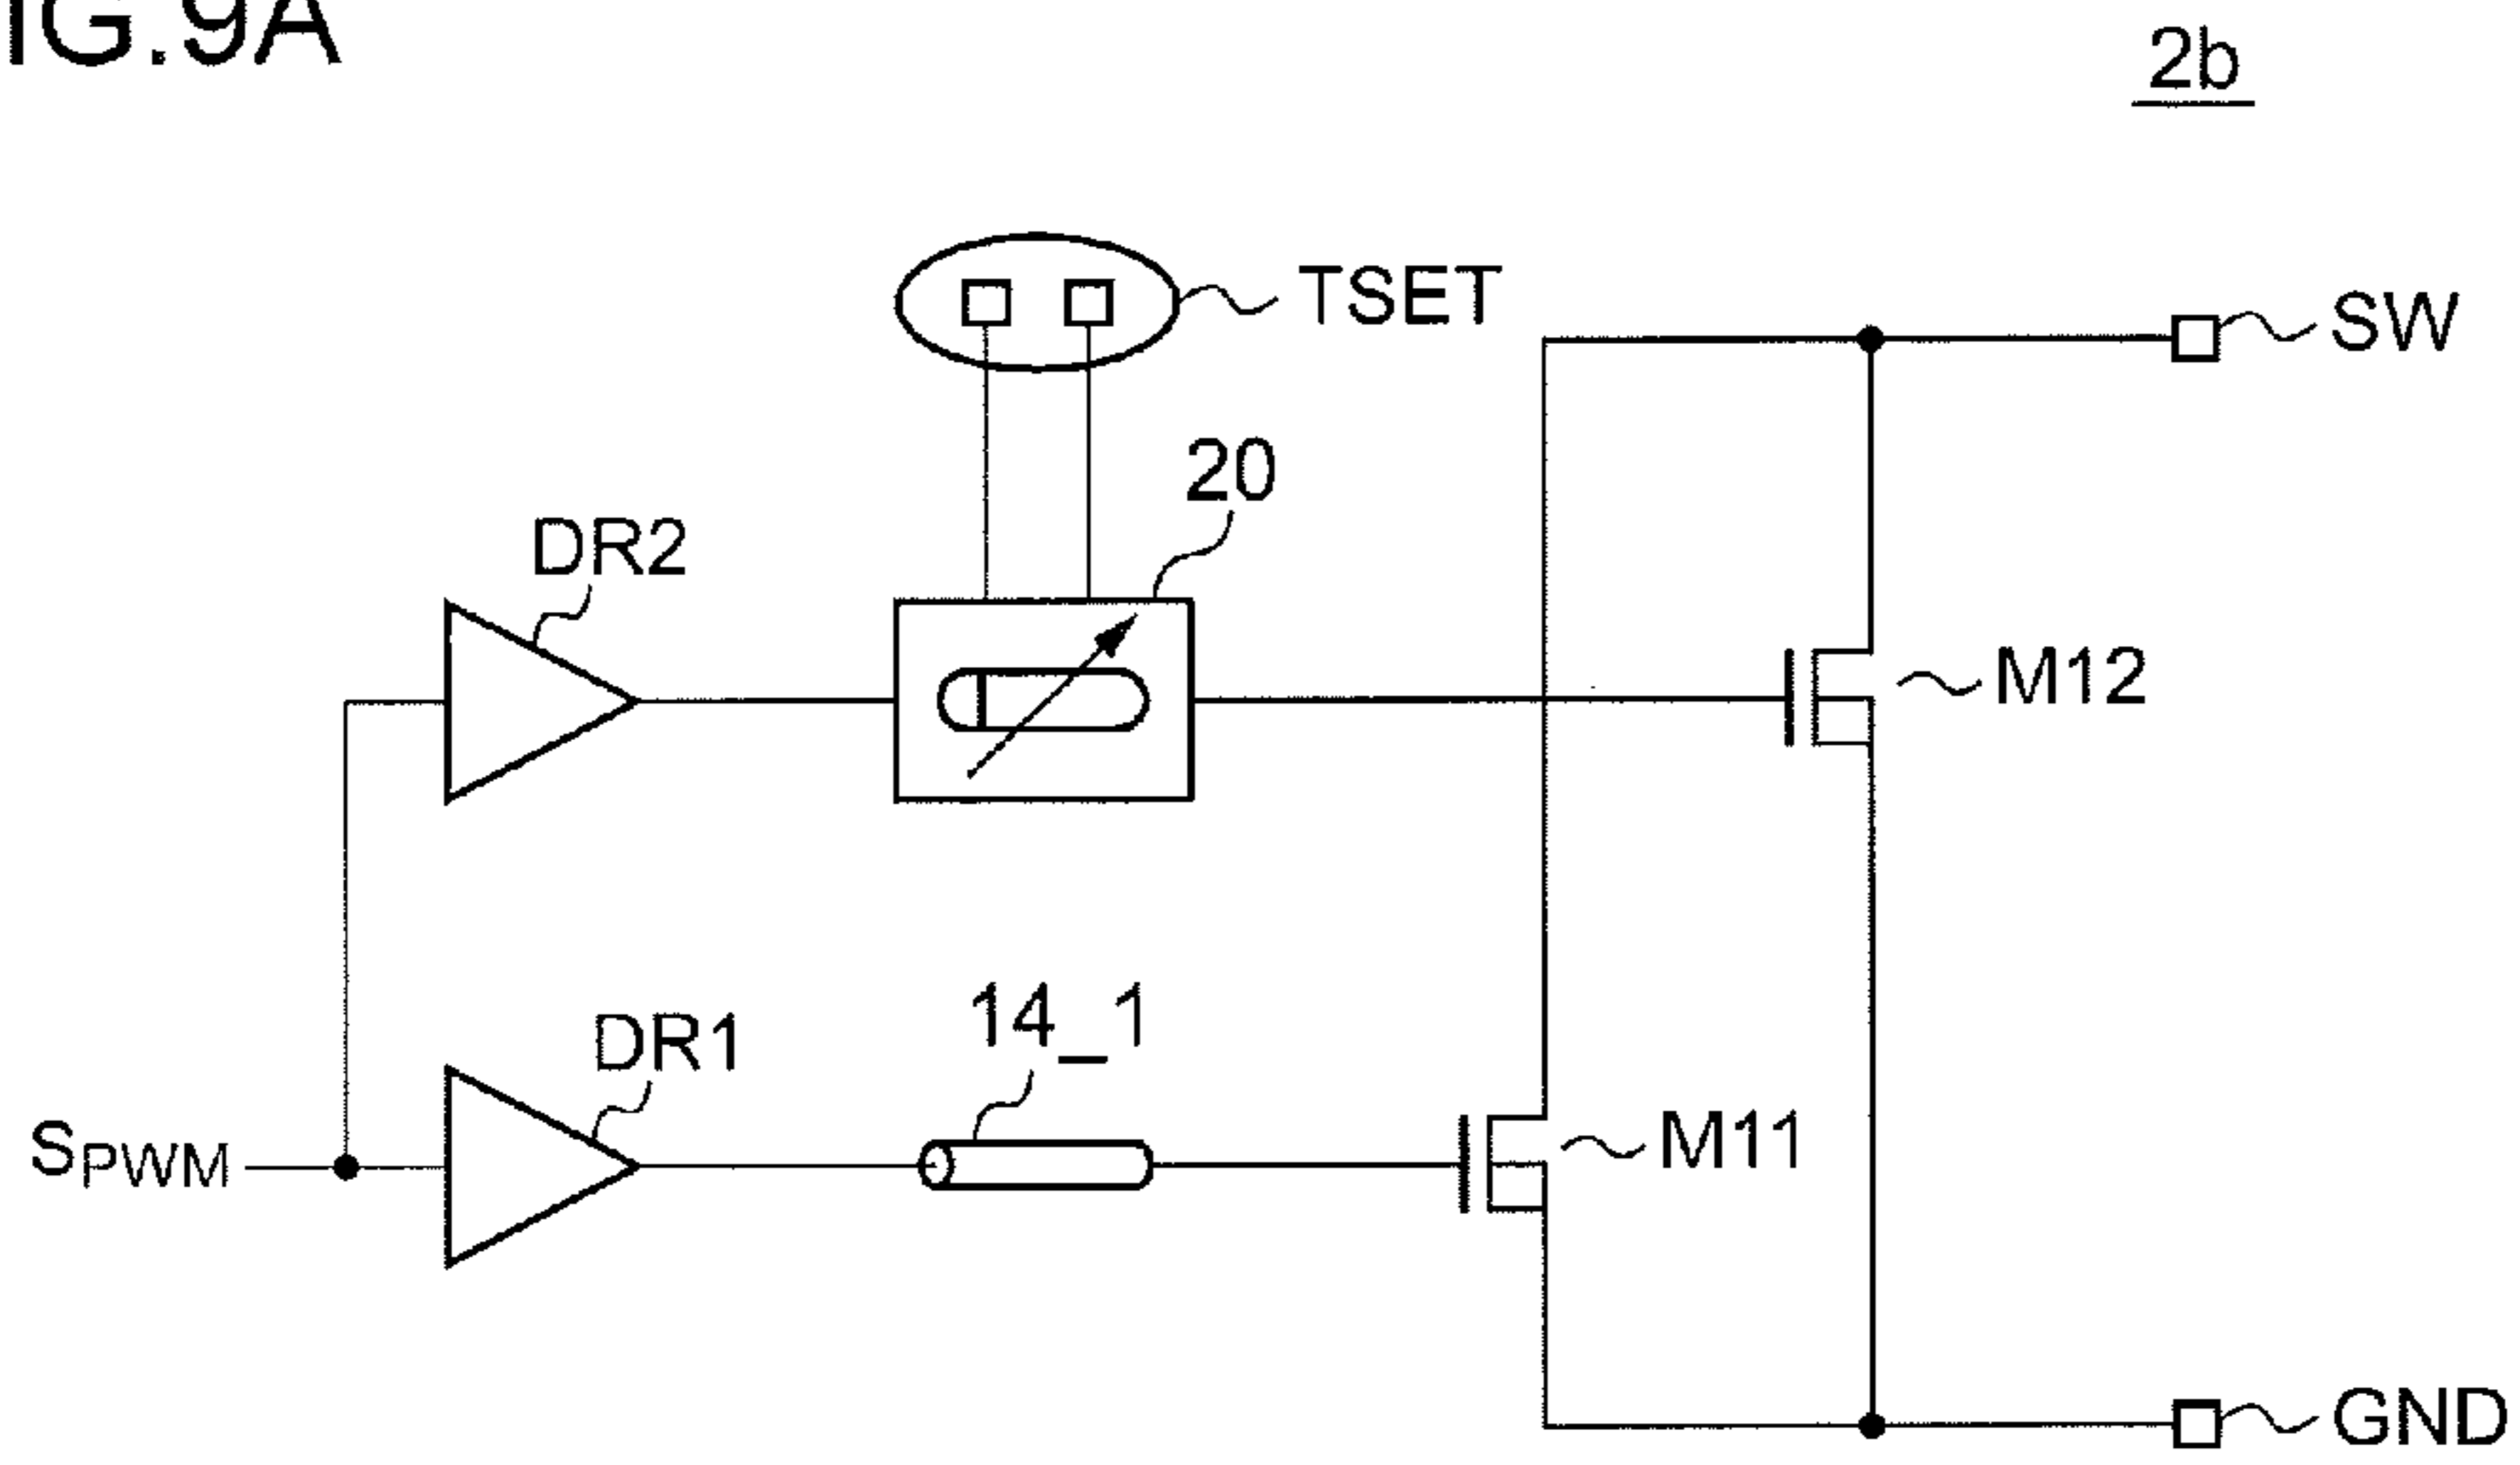 IG.9A
2b
TSET
SW
20
DR2
M12
14_1
DR1
SPWM
M11
GND